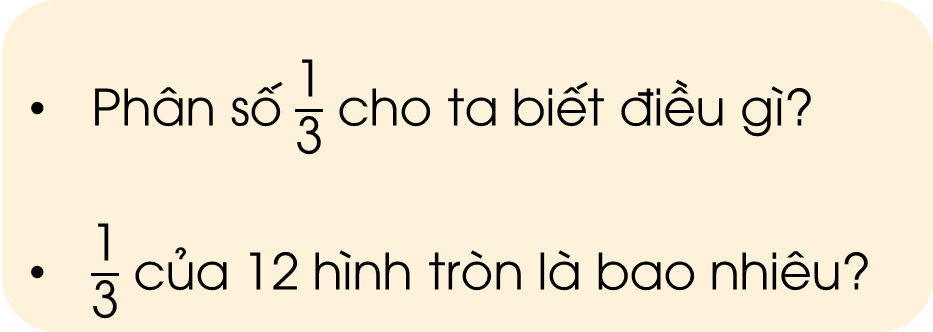 • Phân số 1/3 cho ta biết điều gì?
• 1/3 của 12 hình tròn là bao nhiêu?